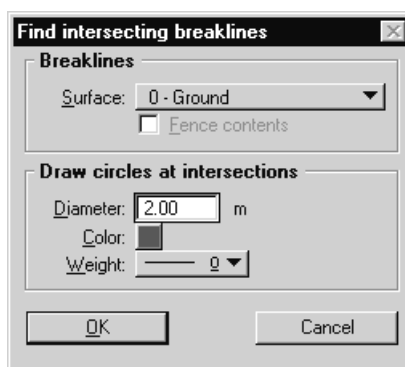 Find intersecting breaklines
Breaklines
Surface: 0 - Ground
Fence contents
Draw circles at intersections
Diameter: 2.00 m
Color:
Weight: 0
OK Cancel